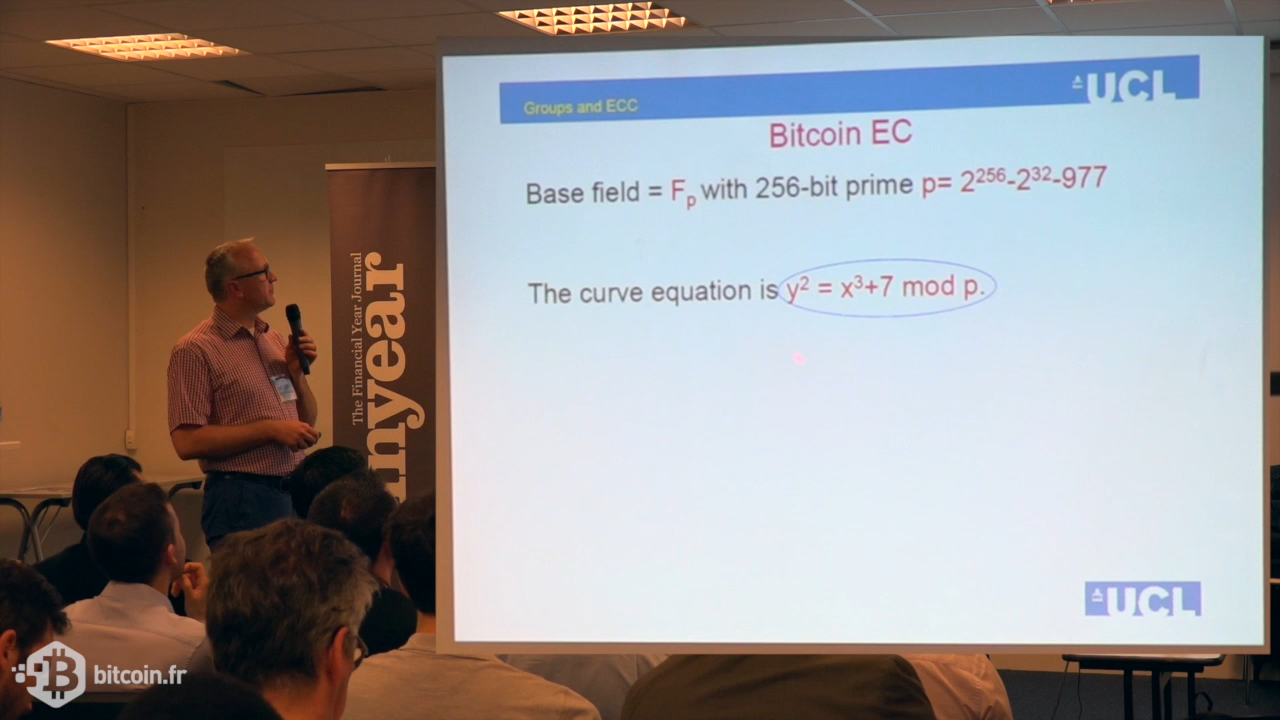 Groups and ECC
UCL
Bitcoin EC
Base field = Fₚ with 256-bit prime p= 2²⁵⁶-2³²-977
The curve equation is y² = x³+7 mod p.
UCL
The Financial Year Journal
inyear
bitcoin.fr